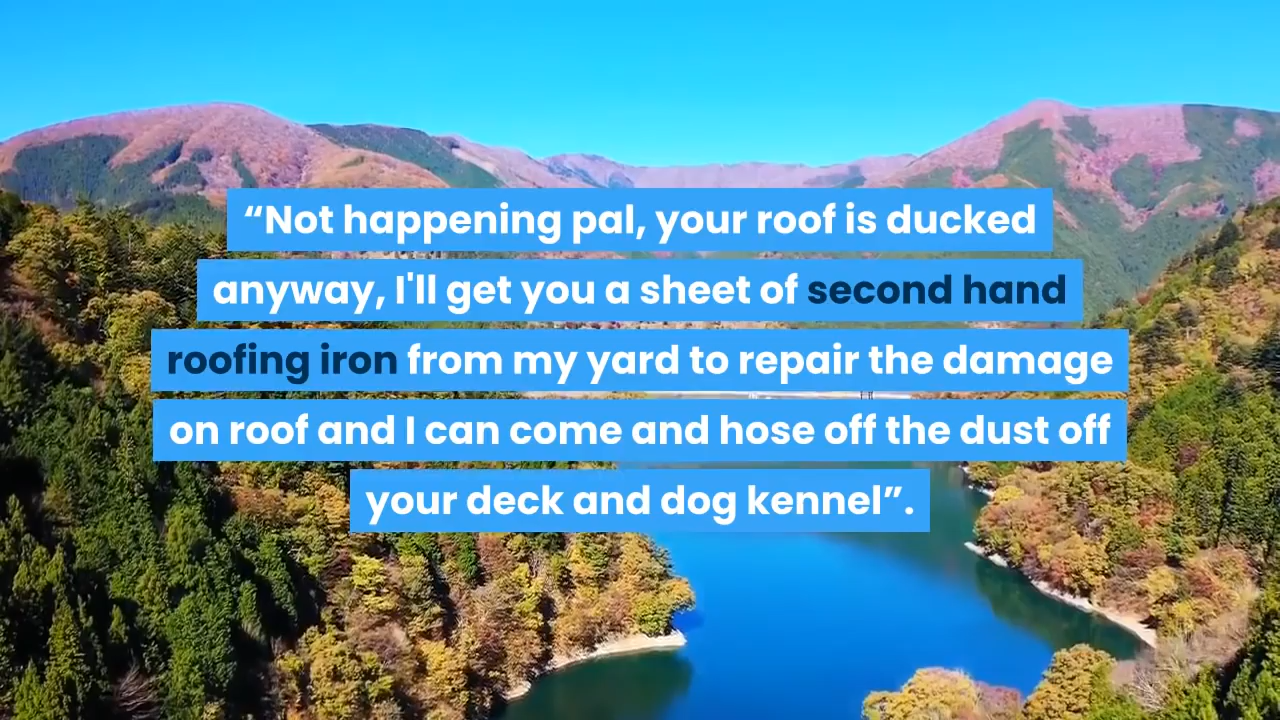 “Not happening pal, your roof is ducked
anyway, I'll get you a sheet of second hand
roofing iron from my yard to repair the damage
on roof and I can come and hose off the dust off
your deck and dog kennel”.